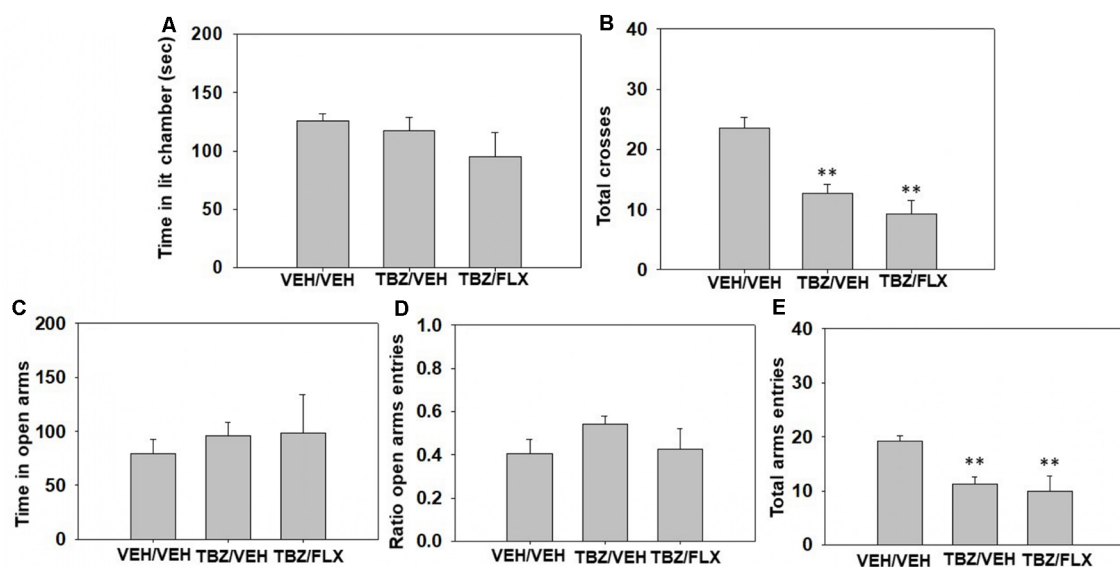 A
Time in lit chamber (sec)
200
150
100
50
0
VEH/VEH TBZ/VEH TBZ/FLX
B
Total crosses
40
30
20
10
0
**
**
VEH/VEH TBZ/VEH TBZ/FLX
C
Time in open arms
200
150
100
50
0
VEH/VEH TBZ/VEH TBZ/FLX
D
Ratio open arms entries
1.0
0.8
0.6
0.4
0.2
0.0
VEH/VEH TBZ/VEH TBZ/FLX
E
Total arms entries
40
30
20
10
0
**
**
VEH/VEH TBZ/VEH TBZ/FLX